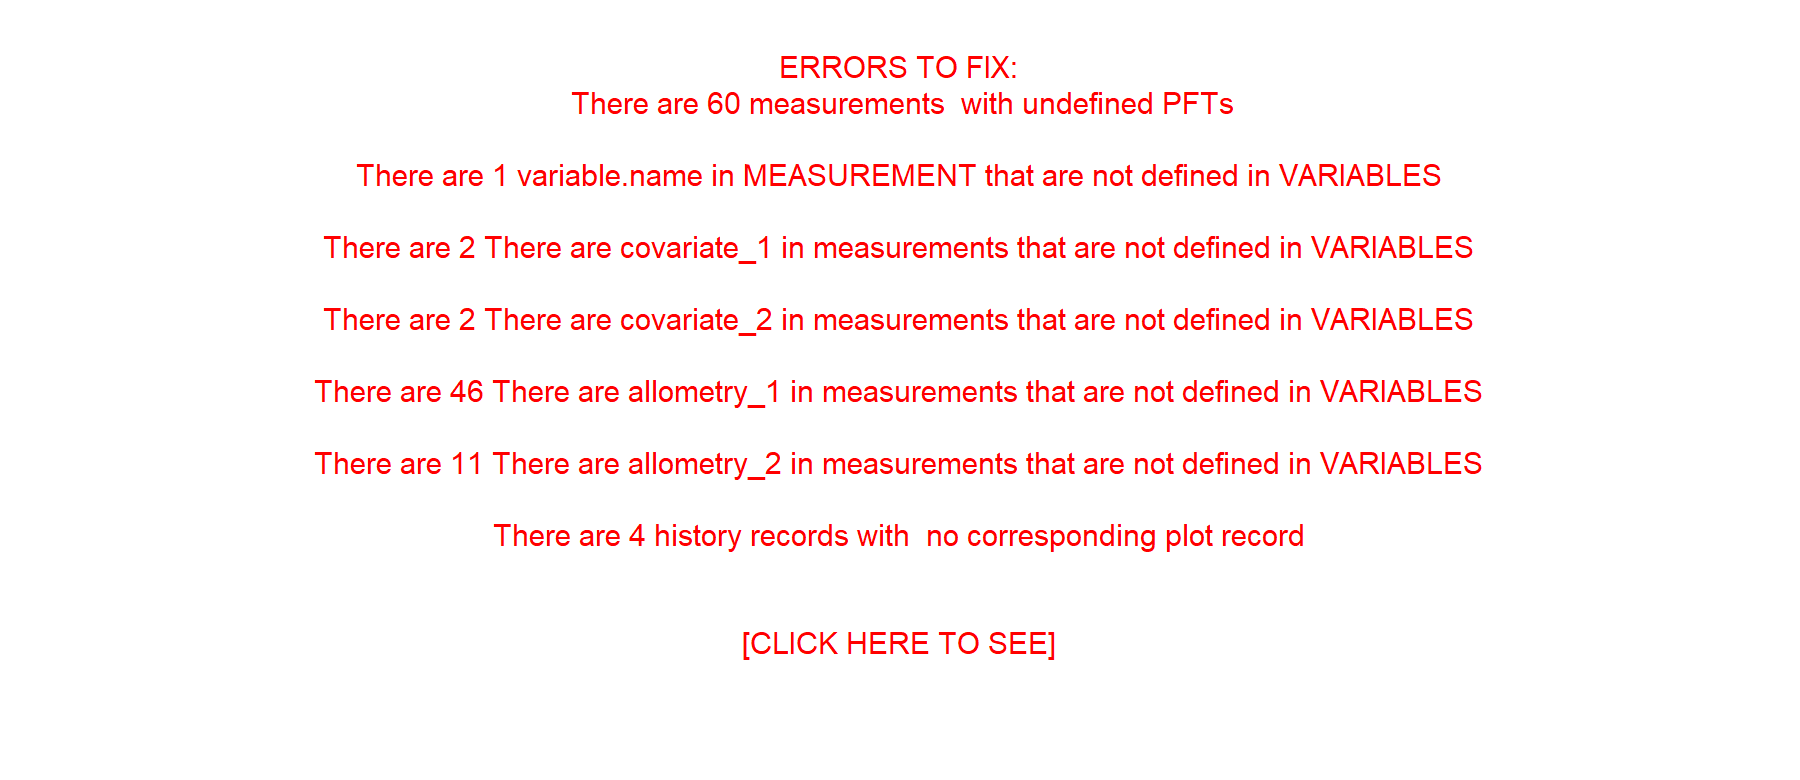 ERRORS TO FIX:
There are 60 measurements  with undefined PFTs
There are 1 variable.name in MEASUREMENT that are not defined in VARIABLES
There are 2 There are covariate_1 in measurements that are not defined in VARIABLES
There are 2 There are covariate_2 in measurements that are not defined in VARIABLES
There are 46 There are allometry_1 in measurements that are not defined in VARIABLES
There are 11 There are allometry_2 in measurements that are not defined in VARIABLES
There are 4 history records with  no corresponding plot record
[CLICK HERE TO SEE]